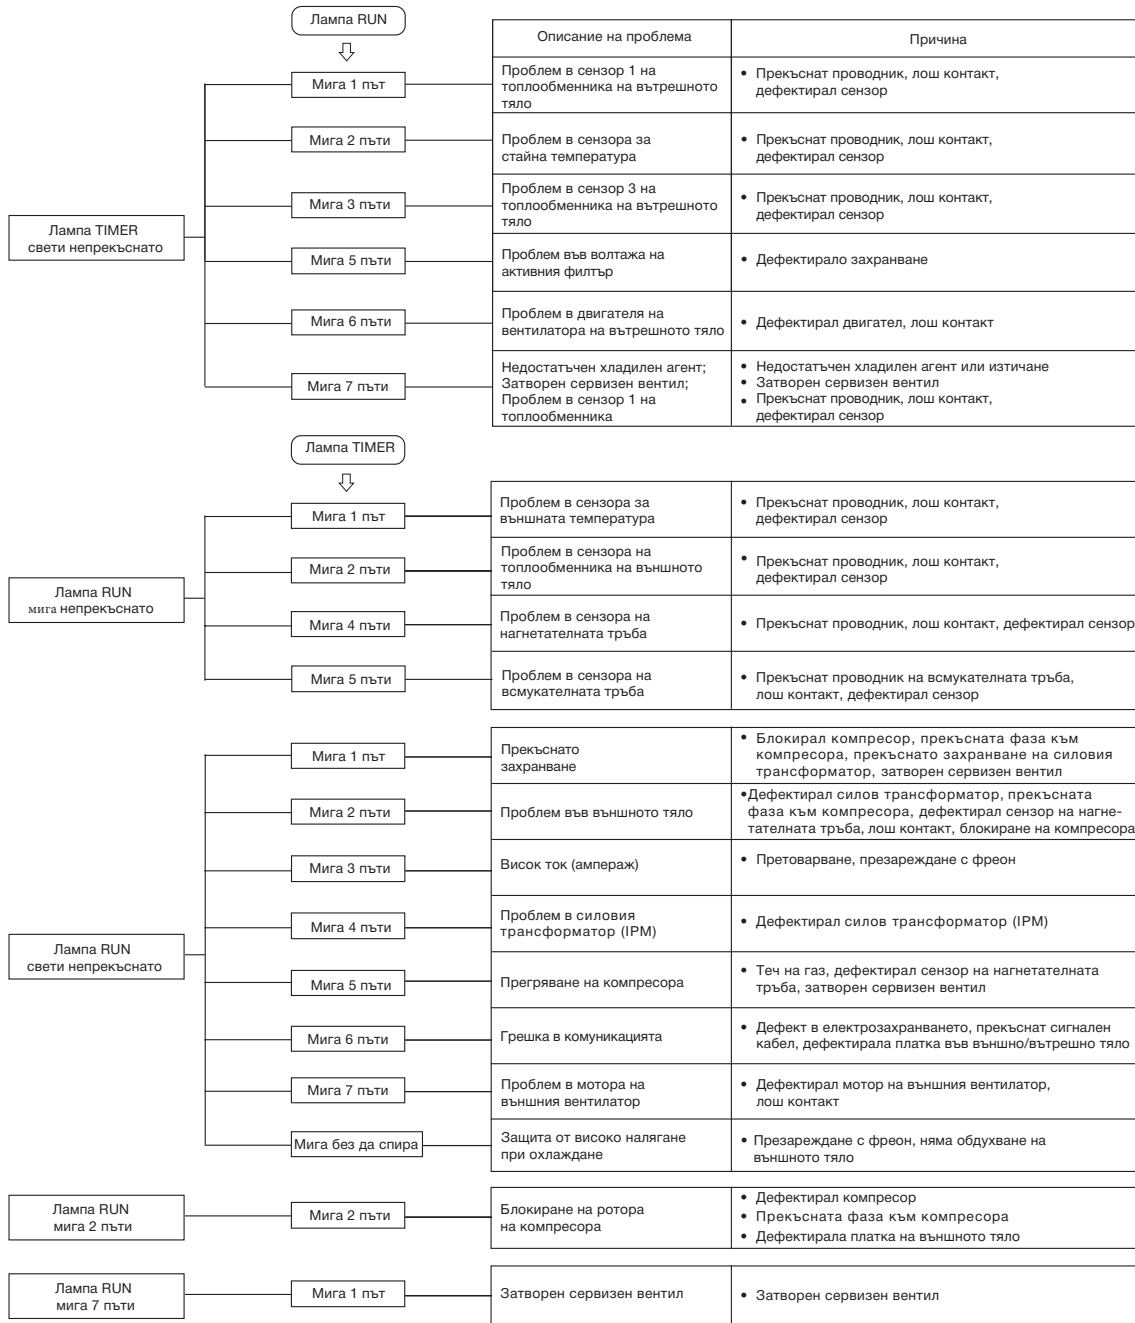 Лампа RUN
Описание на проблема
Причина
Лампа TIMER
свети непрекъснато
Мига 1 път
Проблем в сензор 1 на
топлообменника на вътрешното
тяло
• Прекъснат проводник, лош контакт,
дефектирал сензор
Мига 2 пъти
Проблем в сензора за
стайна температура
• Прекъснат проводник, лош контакт,
дефектирал сензор
Мига 3 пъти
Проблем в сензор 3 на
топлообменника на вътрешното
тяло
• Прекъснат проводник, лош контакт,
дефектирал сензор
Мига 5 пъти
Проблем във волтажа на
активния филтър
• Дефектирало захранване
Мига 6 пъти
Проблем в двигателя на
вентилатора на вътрешното тяло
• Дефектирал двигател, лош контакт
Мига 7 пъти
Недостатъчен хладилен агент;
Затворен сервизен вентил;
Проблем в сензор 1 на
топлообменника
• Недостатъчен хладилен агент или изтичане
• Затворен сервизен вентил
• Прекъснат проводник, лош контакт,
дефектирал сензор
Лампа TIMER
Лампа RUN
мига непрекъснато
Мига 1 път
Проблем в сензора за
външната температура
• Прекъснат проводник, лош контакт,
дефектирал сензор
Мига 2 пъти
Проблем в сензора на
топлообменника на външното
тяло
• Прекъснат проводник, лош контакт,
дефектирал сензор
Мига 4 пъти
Проблем в сензора на
нагнетателната тръба
• Прекъснат проводник, лош контакт, дефектирал сензор
Мига 5 пъти
Проблем в сензора на
всмукателната тръба
• Прекъснат проводник на всмукателната тръба,
лош контакт, дефектирал сензор
Лампа RUN
свети непрекъснато
Мига 1 път
Прекъснато
захранване
• Блокирал компресор, прекъсната фаза към
компресора, прекъснато захранване на силовия
трансформатор, затворен сервизен вентил
Мига 2 пъти
Проблем във външното тяло
•Дефектирал силов трансформатор, прекъсната
фаза към компресора, дефектирал сензор на нагне-
тателната тръба, лош контакт, блокиране на компресора
Мига 3 пъти
Висок ток (ампераж)
• Претоварване, презареждане с фреон
Мига 4 пъти
Проблем в силовия
трансформатор (IPM)
• Дефектирал силов трансформатор (IPM)
Мига 5 пъти
Прегряване на компресора
• Теч на газ, дефектирал сензор на нагнетателната
тръба, затворен сервизен вентил
Мига 6 пъти
Грешка в комуникацията
• Дефект в електрозахранването, прекъснат сигнален
кабел, дефектирала платка във външно/вътрешно тяло
Мига 7 пъти
Проблем в мотора на
външния вентилатор
• Дефектирал мотор на външния вентилатор,
лош контакт
Мига без да спира
Защита от високо налягане
при охлаждане
• Презареждане с фреон, няма обдухване на
външното тяло
Лампа RUN
мига 2 пъти
Мига 2 пъти
Блокиране на ротора
на компресора
• Дефектирал компресор
• Прекъсната фаза към компресора
• Дефектирала платка на външното тяло
Лампа RUN
мига 7 пъти
Мига 1 път
Затворен сервизен вентил
• Затворен сервизен вентил